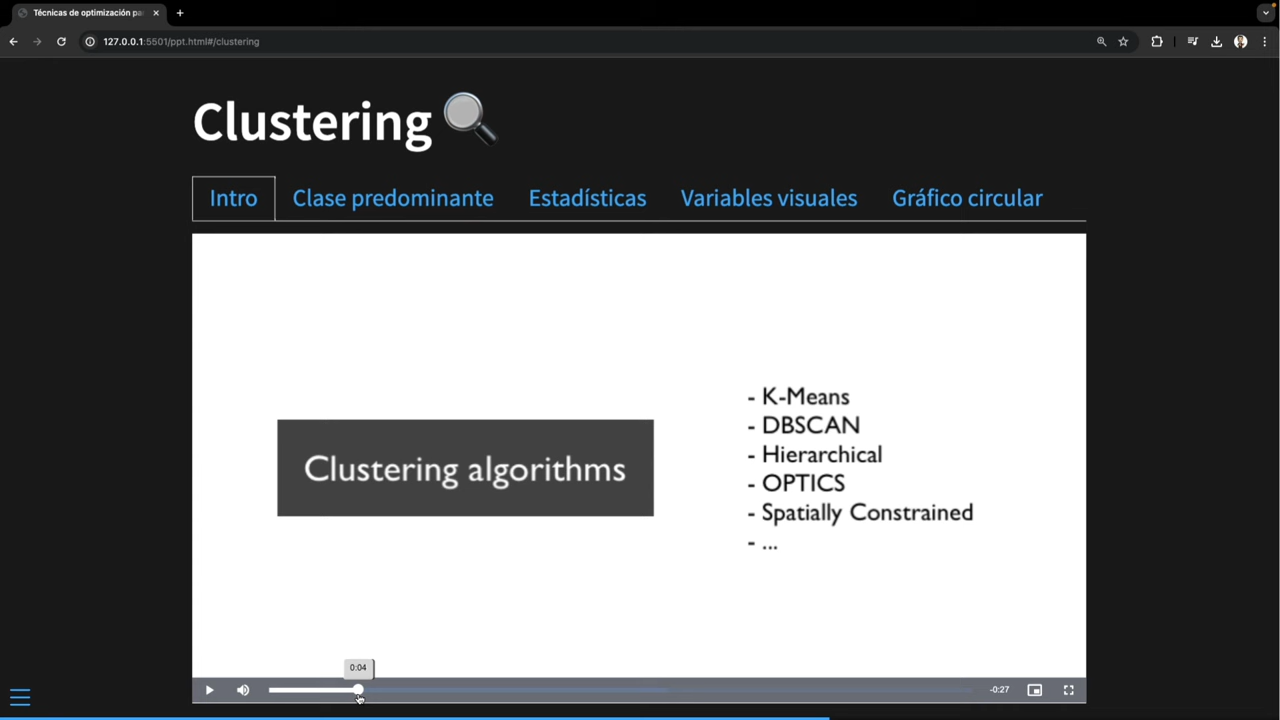 Técnicas de optimización pa
127.0.0.1:5501/ppt.html#/clustering
Clustering
Intro
Clase predominante
Estadísticas
Variables visuales
Gráfico circular
Clustering algorithms
- K-Means
- DBSCAN
- Hierarchical
- OPTICS
- Spatially Constrained
- ...
0:04
-0:27